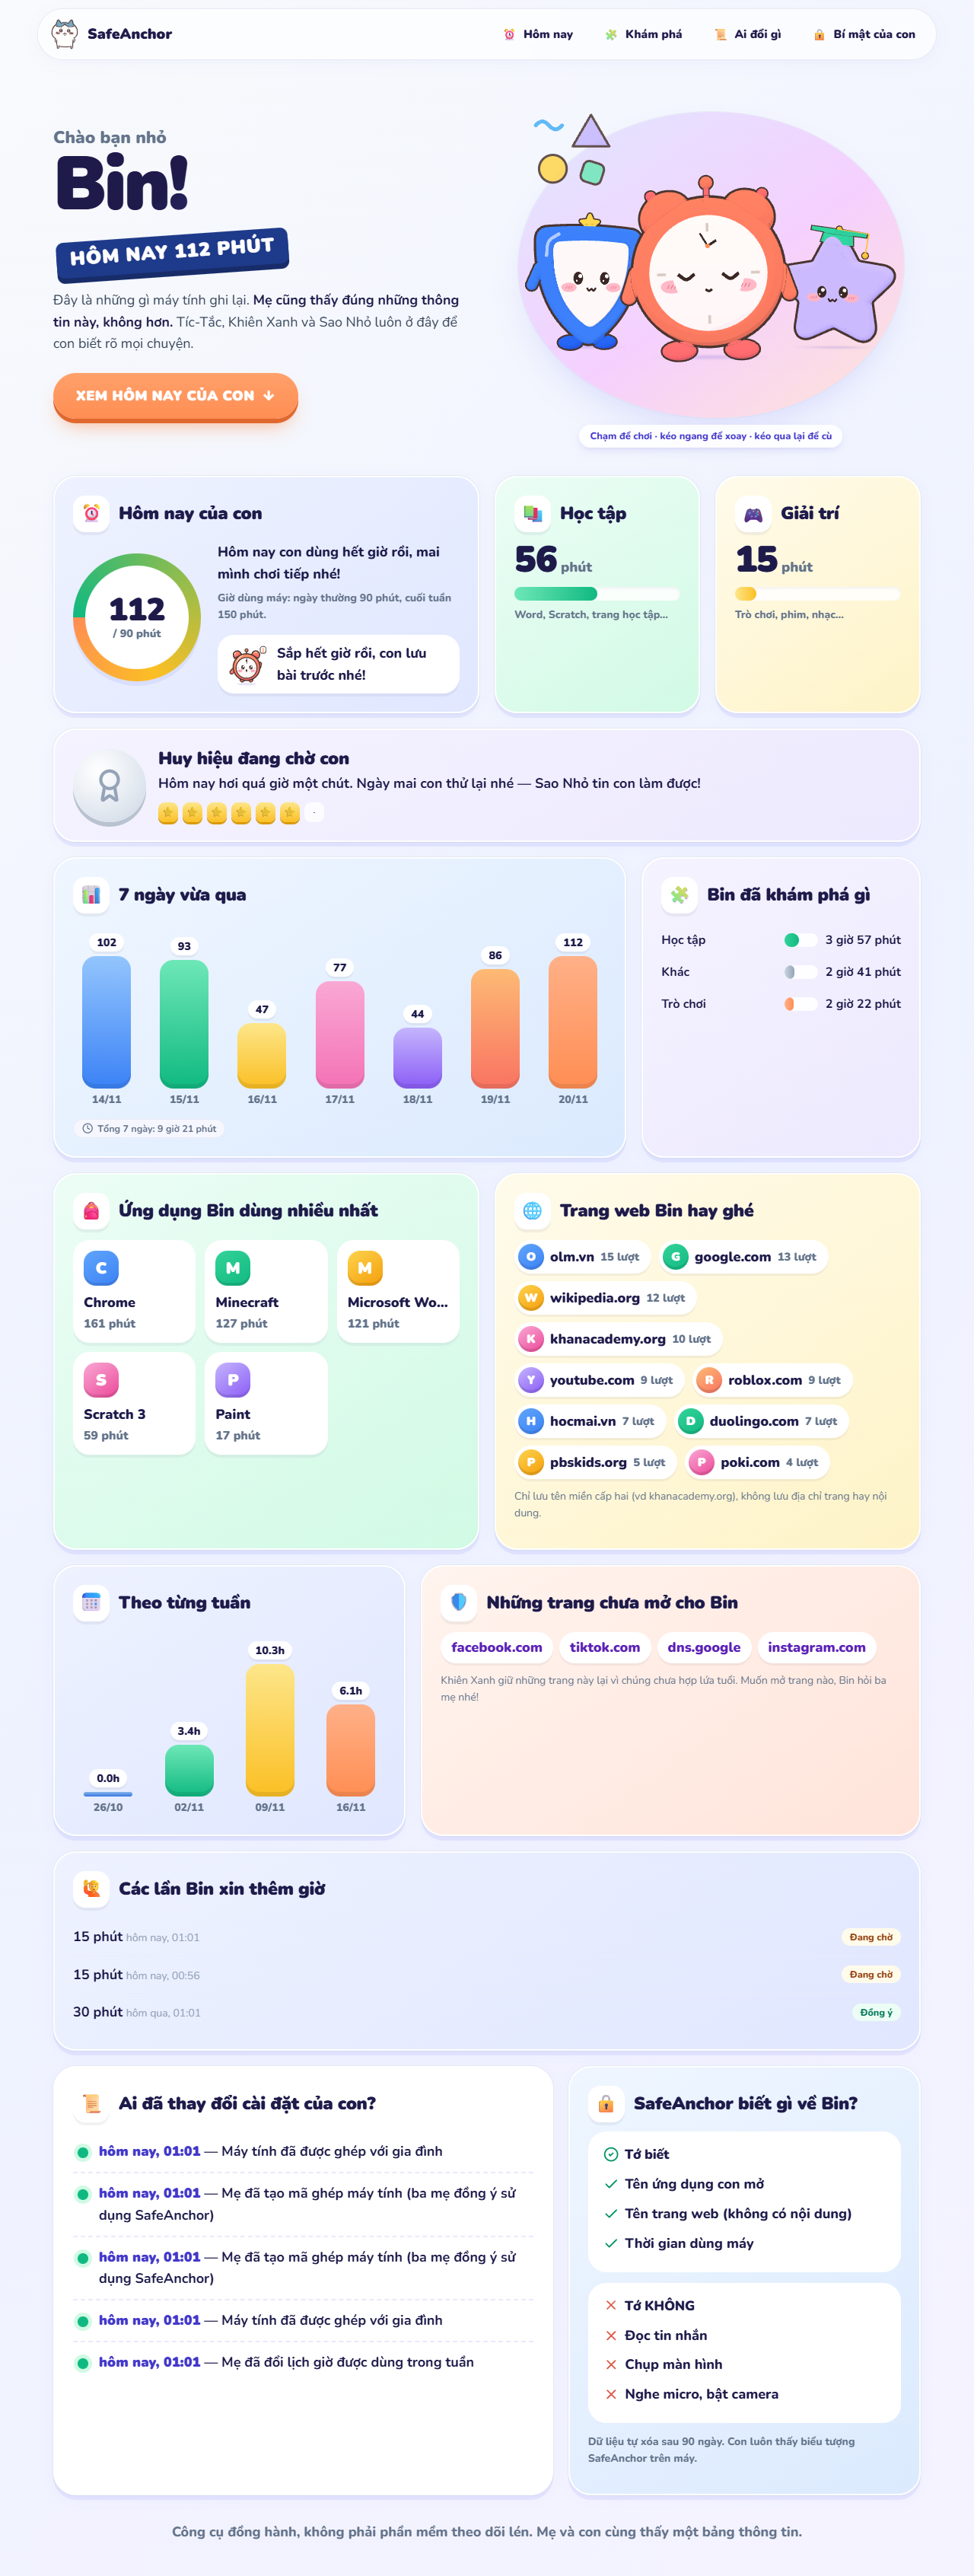 SafeAnchor
Hôm nay
Khám phá
Ai đổi gì
Bí mật của con
Chào bạn nhỏ
Bin!
HÔM NAY 112 PHÚT
Đây là những gì máy tính ghi lại. Mẹ cũng thấy đúng những thông
tin này, không hơn. Tíc-Tắc, Khiên Xanh và Sao Nhỏ luôn ở đây để
con biết rõ mọi chuyện.
XEM HÔM NAY CỦA CON ↓
Chạm để chơi · kéo ngang để xoay · kéo qua lại để cù
Hôm nay của con
112
/ 90 phút
Hôm nay con dùng hết giờ rồi, mai
mình chơi tiếp nhé!
Giờ dùng máy: ngày thường 90 phút, cuối tuần
150 phút.
Sắp hết giờ rồi, con lưu
bài trước nhé!
Học tập
56 phút
Word, Scratch, trang học tập...
Giải trí
15 phút
Trò chơi, phim, nhạc...
Huy hiệu đang chờ con
Hôm nay hơi quá giờ một chút. Ngày mai con thử lại nhé — Sao Nhỏ tin con làm được!
7 ngày vừa qua
102
93
47
77
44
86
112
14/11
15/11
16/11
17/11
18/11
19/11
20/11
Tổng 7 ngày: 9 giờ 21 phút
Bin đã khám phá gì
Học tập 3 giờ 57 phút
Khác 2 giờ 41 phút
Trò chơi 2 giờ 22 phút
Ứng dụng Bin dùng nhiều nhất
C
Chrome
161 phút
M
Minecraft
127 phút
M
Microsoft Wo...
121 phút
S
Scratch 3
59 phút
P
Paint
17 phút
Trang web Bin hay ghé
O olm.vn 15 lượt
G google.com 13 lượt
W wikipedia.org 12 lượt
K khanacademy.org 10 lượt
Y youtube.com 9 lượt
R roblox.com 9 lượt
H hocmai.vn 7 lượt
D duolingo.com 7 lượt
P pbskids.org 5 lượt
P poki.com 4 lượt
Chỉ lưu tên miền cấp hai (vd khanacademy.org), không lưu địa chỉ trang hay nội
dung.
Theo từng tuần
0.0h
3.4h
10.3h
6.1h
26/10
02/11
09/11
16/11
Những trang chưa mở cho Bin
facebook.com
tiktok.com
dns.google
instagram.com
Khiên Xanh giữ những trang này lại vì chúng chưa hợp lứa tuổi. Muốn mở trang nào, Bin hỏi ba
mẹ nhé!
Các lần Bin xin thêm giờ
15 phút hôm nay, 01:01 Đang chờ
15 phút hôm nay, 00:56 Đang chờ
30 phút hôm qua, 01:01 Đồng ý
Ai đã thay đổi cài đặt của con?
hôm nay, 01:01 — Máy tính đã được ghép với gia đình
hôm nay, 01:01 — Mẹ đã tạo mã ghép máy tính (ba mẹ đồng ý sử
dụng SafeAnchor)
hôm nay, 01:01 — Mẹ đã tạo mã ghép máy tính (ba mẹ đồng ý sử
dụng SafeAnchor)
hôm nay, 01:01 — Máy tính đã được ghép với gia đình
hôm nay, 01:01 — Mẹ đã đổi lịch giờ được dùng trong tuần
SafeAnchor biết gì về Bin?
Tớ biết
Tên ứng dụng con mở
Tên trang web (không có nội dung)
Thời gian dùng máy
Tớ KHÔNG
Đọc tin nhắn
Chụp màn hình
Nghe micro, bật camera
Dữ liệu tự xóa sau 90 ngày. Con luôn thấy biểu tượng
SafeAnchor trên máy.
Công cụ đồng hành, không phải phần mềm theo dõi lén. Mẹ và con cùng thấy một bảng thông tin.